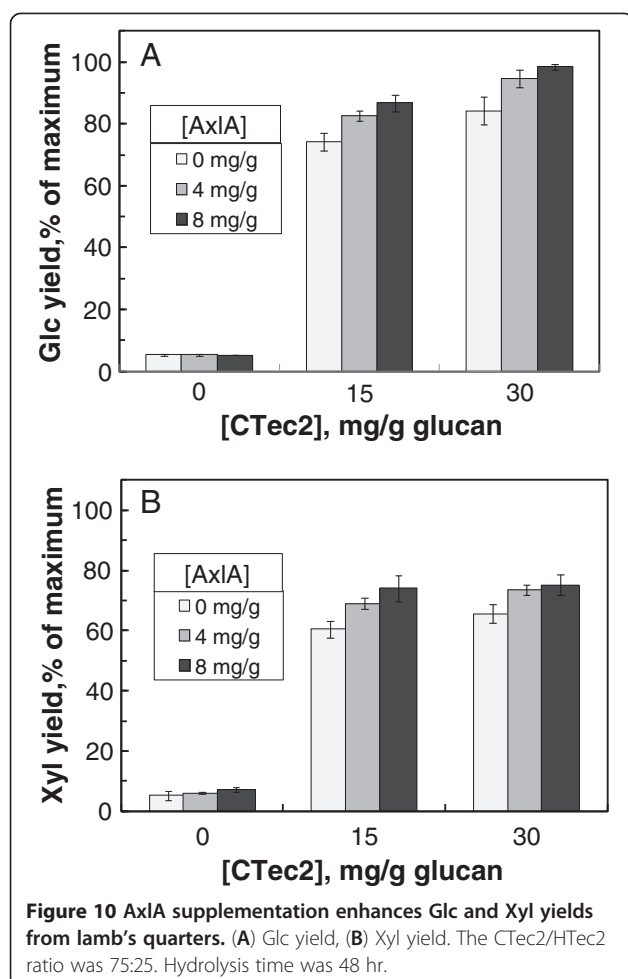 A
100
80
60
40
20
0
Glc yield,% of maximum
[AxlA]
0 mg/g
4 mg/g
8 mg/g
0 15 30
[CTec2], mg/g glucan
B
100
80
60
40
20
0
Xyl yield,% of maximum
[AxlA]
0 mg/g
4 mg/g
8 mg/g
0 15 30
[CTec2], mg/g glucan
Figure 10 AxlA supplementation enhances Glc and Xyl yields
from lamb's quarters. (A) Glc yield, (B) Xyl yield. The CTec2/HTec2
ratio was 75:25. Hydrolysis time was 48 hr.